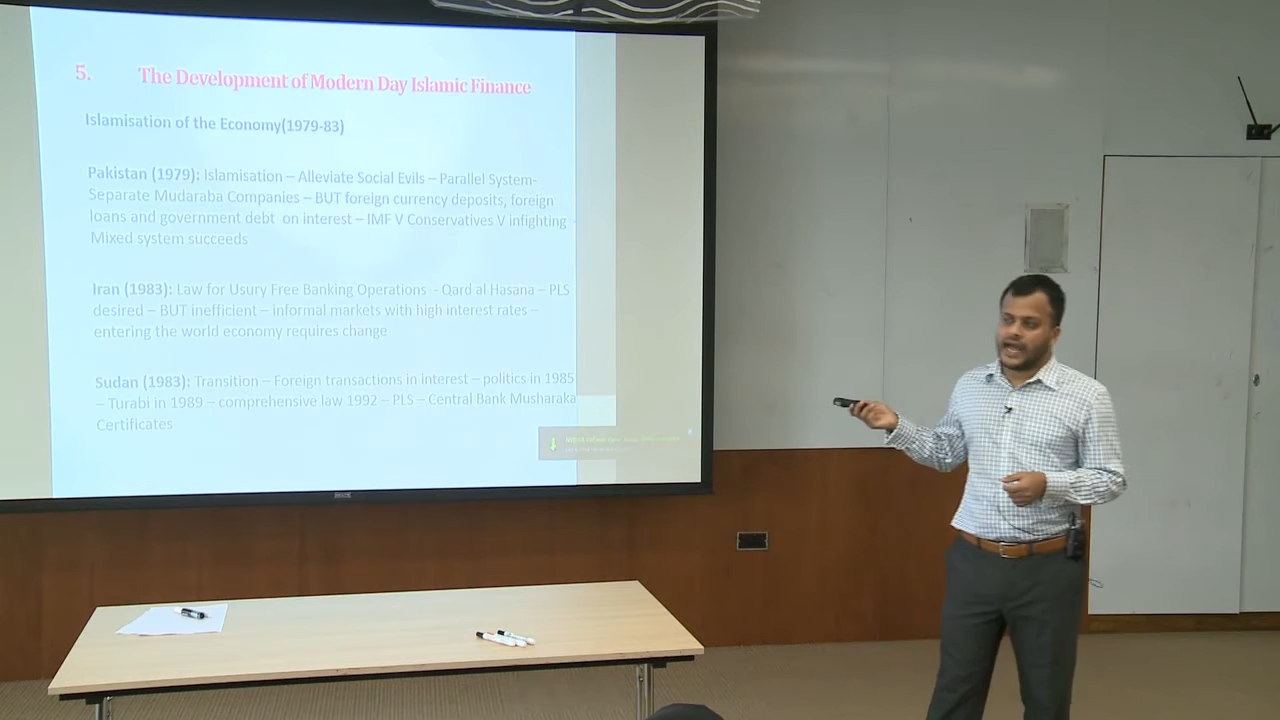 5. The Development of Modern Day Islamic Finance
Islamisation of the Economy(1979-83)
Pakistan (1979): Islamisation – Alleviate Social Evils – Parallel System-
Separate Mudaraba Companies – BUT foreign currency deposits, foreign
loans and government debt on interest – IMF V Conservatives V infighting -
Mixed system succeeds
Iran (1983): Law for Usury Free Banking Operations - Qard al Hasana – PLS
desired – BUT inefficient – informal markets with high interest rates –
entering the world economy requires change
Sudan (1983): Transition – Foreign transactions in interest – politics in 1985
– Turabi in 1989 – comprehensive law 1992 – PLS – Central Bank Musharaka
Certificates